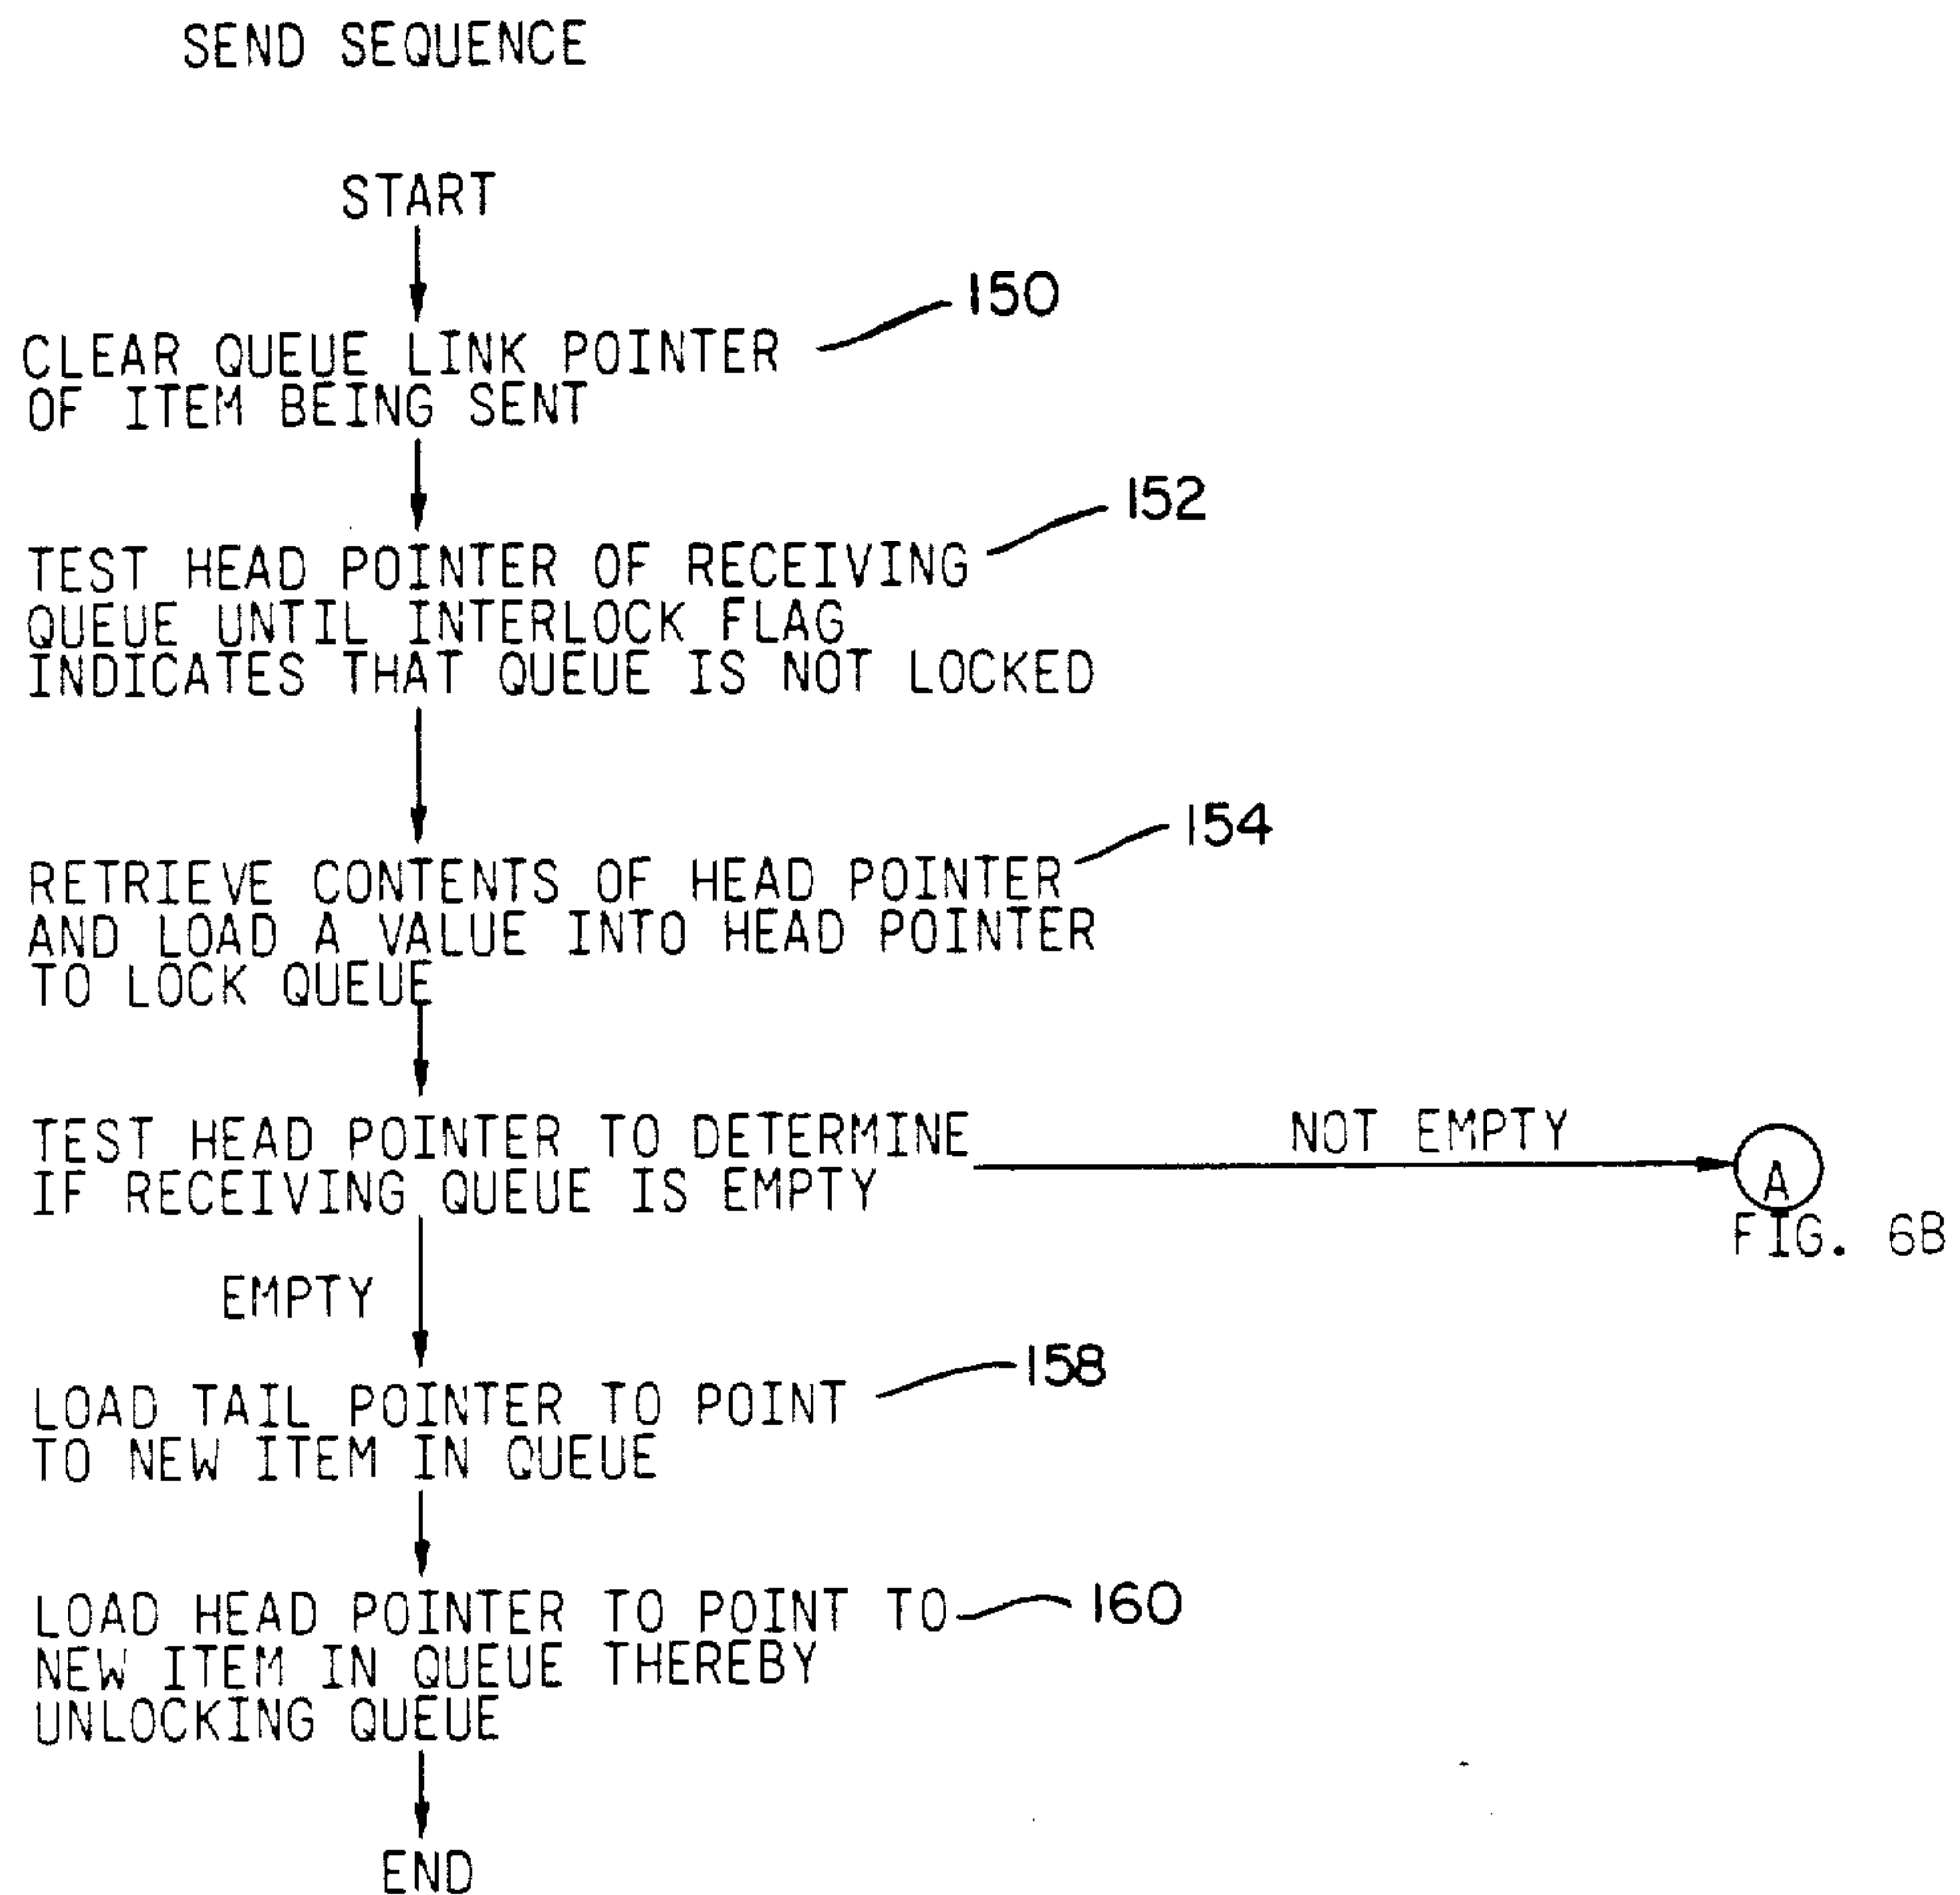 SEND SEQUENCE
START
150
CLEAR QUEUE LINK POINTER
OF ITEM BEING SENT
152
TEST HEAD POINTER OF RECEIVING
QUEUE UNTIL INTERLOCK FLAG
INDICATES THAT QUEUE IS NOT LOCKED
154
RETRIEVE CONTENTS OF HEAD POINTER
AND LOAD A VALUE INTO HEAD POINTER
TO LOCK QUEUE
TEST HEAD POINTER TO DETERMINE
IF RECEIVING QUEUE IS EMPTY
NOT EMPTY
A
FIG. 6B
EMPTY
158
LOAD TAIL POINTER TO POINT
TO NEW ITEM IN QUEUE
LOAD HEAD POINTER TO POINT TO
160
NEW ITEM IN QUEUE THEREBY
UNLOCKING QUEUE
END